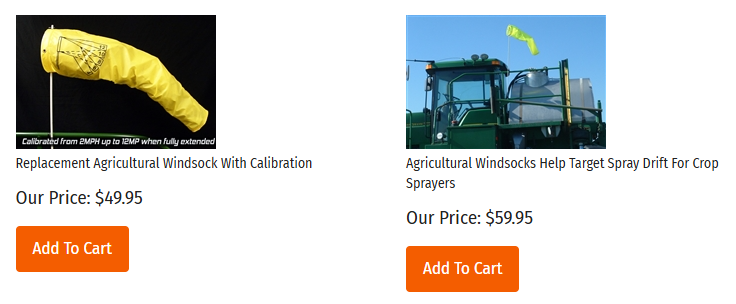 Calibrated from 2MPH up to 12MP when fully extended
Replacement Agricultural Windsock With Calibration
Our Price: $49.95
Add To Cart
Agricultural Windsocks Help Target Spray Drift For Crop
Sprayers
Our Price: $59.95
Add To Cart